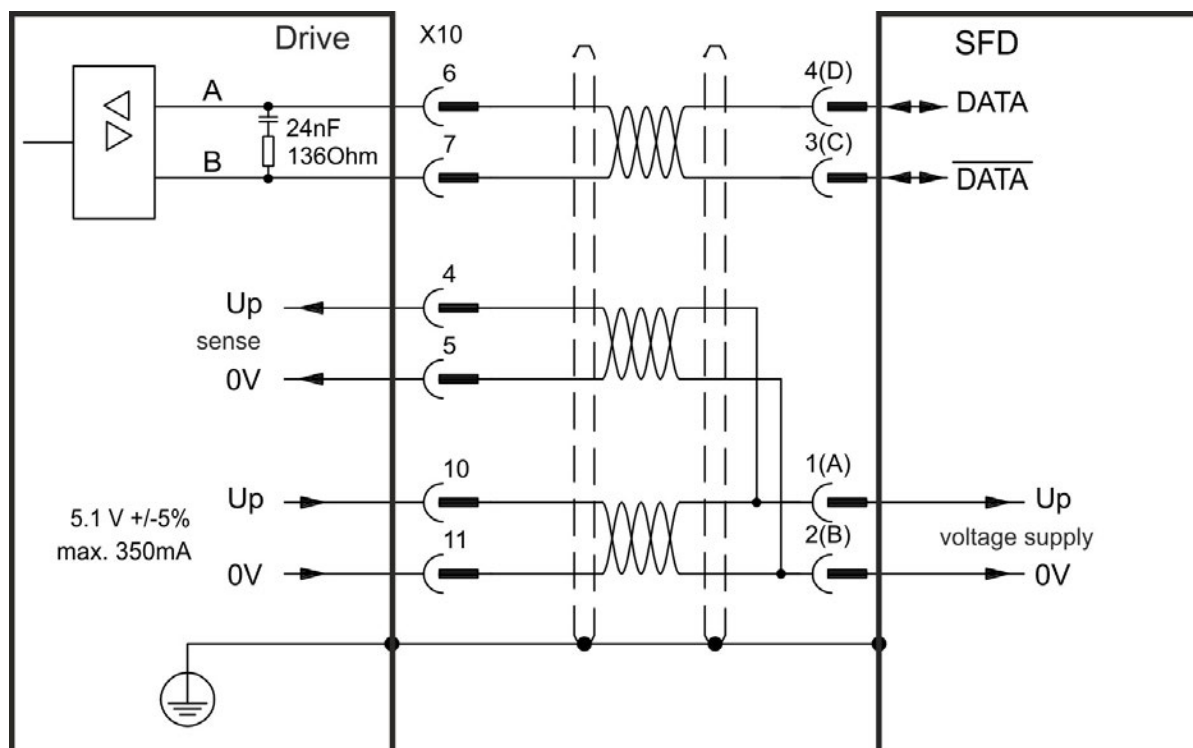 Drive
X10
SFD
6
4(D)
A
DATA
24nF
136Ohm
7
3(C)
B
DATA
4
Up
sense
5
0V
10
1(A)
Up
Up
5.1 V +/-5%
max. 350mA
11
2(B)
voltage supply
0V
0V